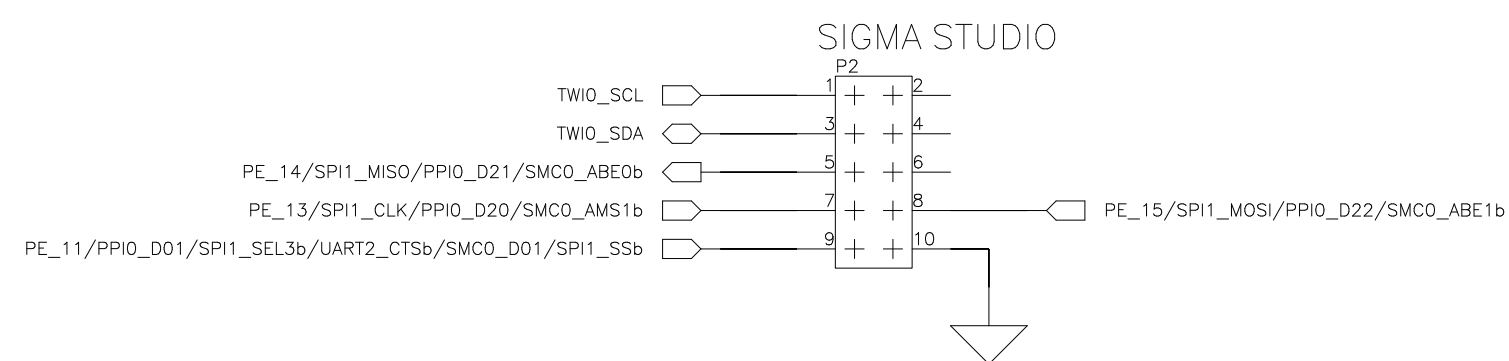 SIGMA STUDIO
P2
TWI0_SCL 1 2
TWI0_SDA 3 4
PE_14/SPI1_MISO/PPI0_D21/SMC0_ABE0b 5 6
PE_13/SPI1_CLK/PPI0_D20/SMC0_AMS1b 7 8 PE_15/SPI1_MOSI/PPI0_D22/SMC0_ABE1b
PE_11/PPI0_D01/SPI1_SEL3b/UART2_CTSb/SMC0_D01/SPI1_SSb 9 10